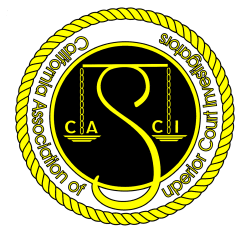 California Association of
Superior Court Investigators
C A C I